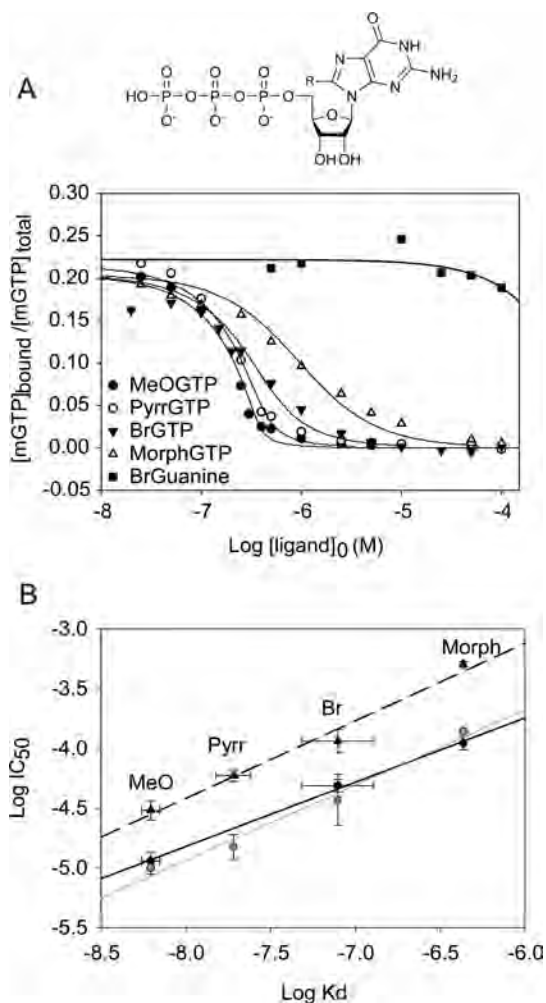 A
O O O
HO P O P O P O
O- O- O-
R N N O NH N NH2
O
OH OH
0.30
0.25
0.20
0.15
0.10
0.05
0.00
-0.05
[mGTP]bound/[mGTP]total
MeOGTP
PyrrGTP
BrGTP
MorphGTP
BrGuanine
-8 -7 -6 -5 -4
Log [ligand]0 (M)
B
-3.0
-3.5
-4.0
-4.5
-5.0
-5.5
Log IC50
MeO
Pyrr
Br
Morph
-8.5 -8.0 -7.5 -7.0 -6.5 -6.0
Log Kd